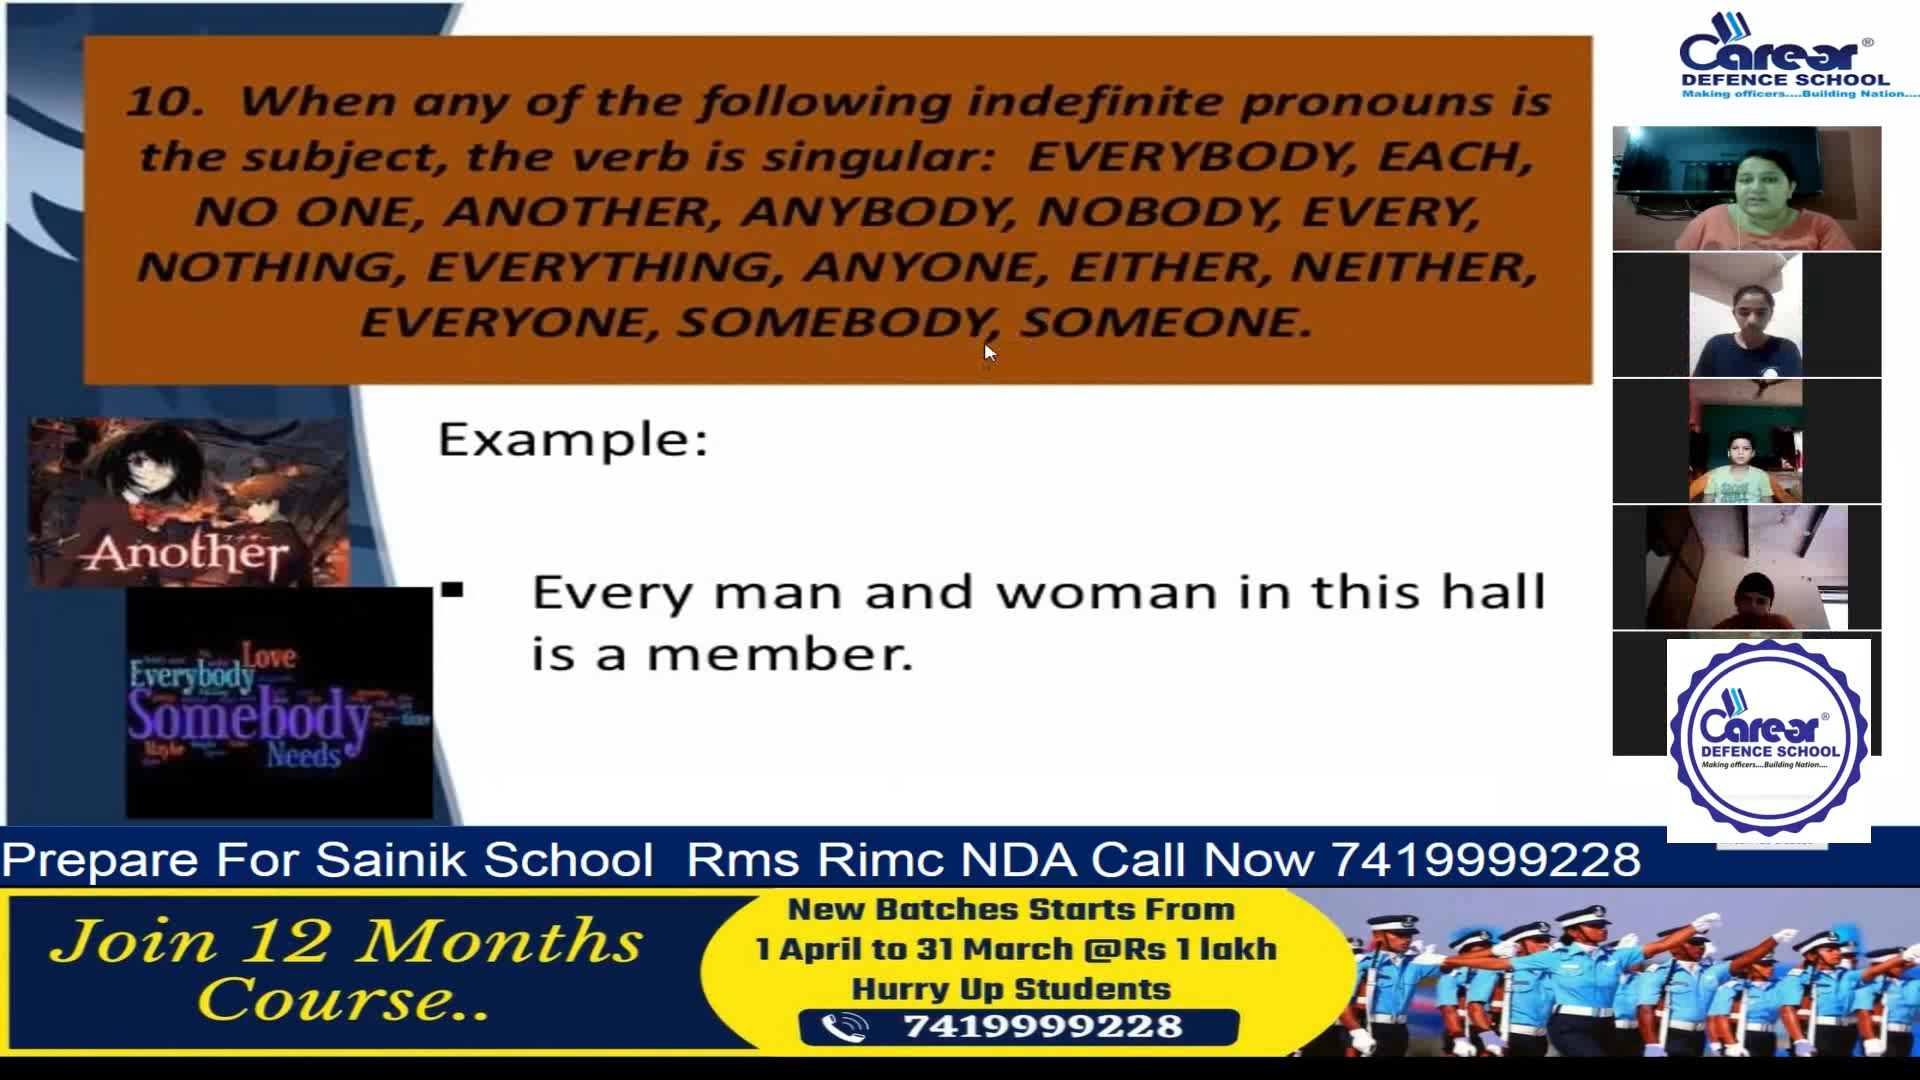 10. When any of the following indefinite pronouns is
the subject, the verb is singular: EVERYBODY, EACH,
NO ONE, ANOTHER, ANYBODY, NOBODY, EVERY,
NOTHING, EVERYTHING, ANYONE, EITHER, NEITHER,
EVERYONE, SOMEBODY, SOMEONE.
Example:
▪ Every man and woman in this hall
is a member.
Another
Love
Everybody
Somebody
Needs
Carear®
DEFENCE SCHOOL
Making officers....Building Nation....
Carear®
DEFENCE SCHOOL
Making officers....Building Nation....
Prepare For Sainik School Rms Rimc NDA Call Now 7419999228
Join 12 Months
Course..
New Batches Starts From
1 April to 31 March @Rs 1 lakh
Hurry Up Students
7419999228